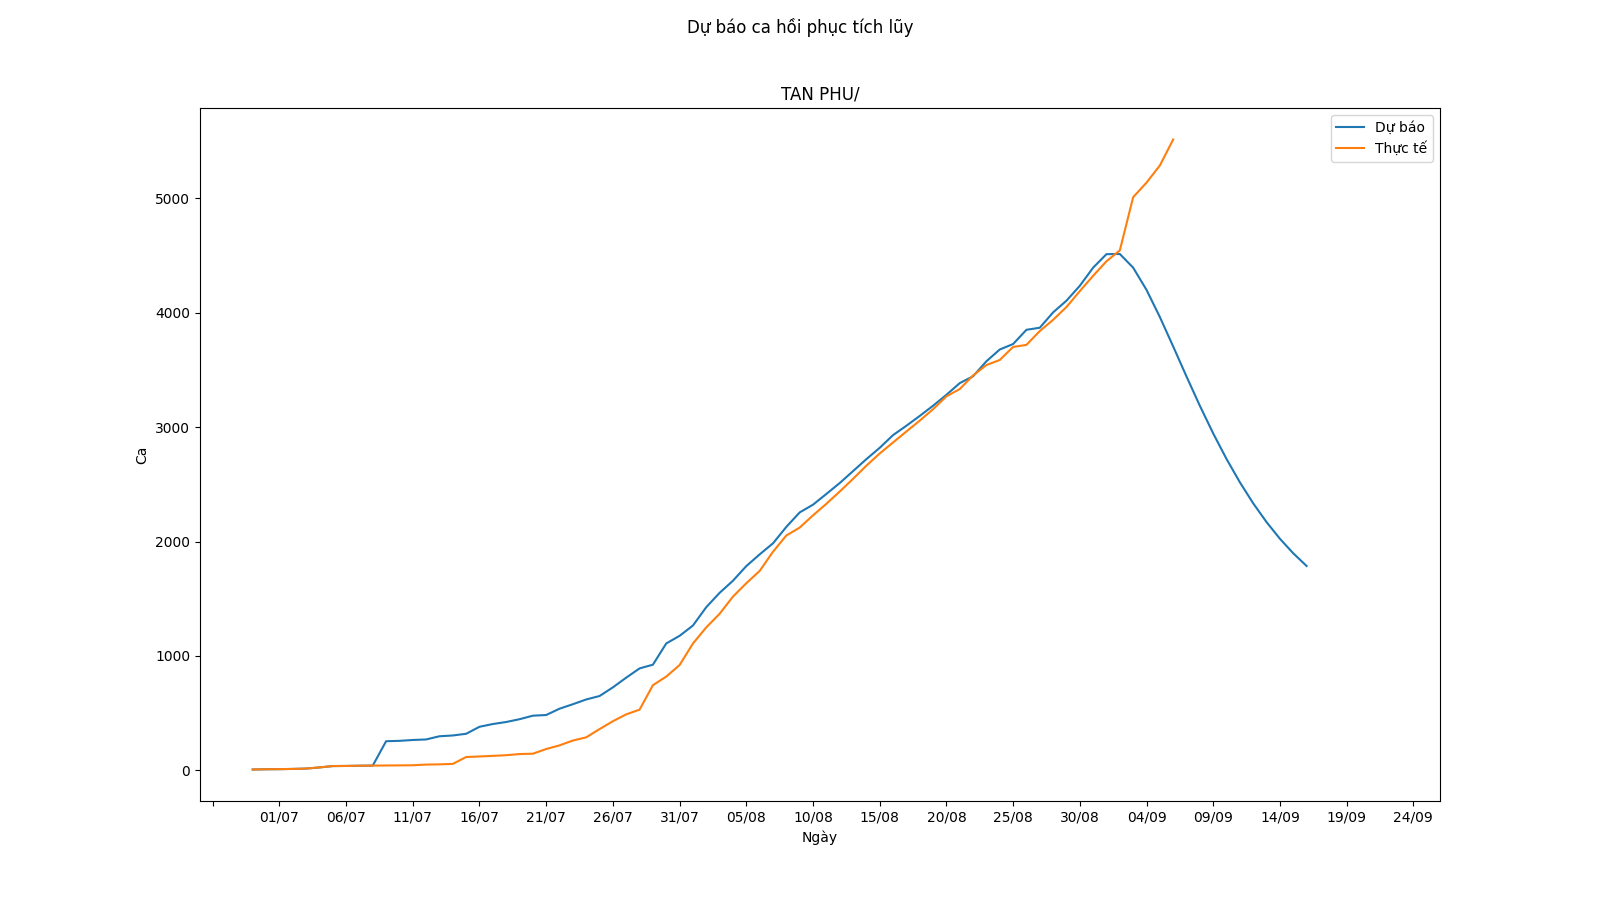 Dự báo ca hồi phục tích lũy
TAN PHU/
Dự báo
Thực tế
5000
4000
3000
2000
1000
0
Ca
01/07 06/07 11/07 16/07 21/07 26/07 31/07 05/08 10/08 15/08 20/08 25/08 30/08 04/09 09/09 14/09 19/09 24/09
Ngày